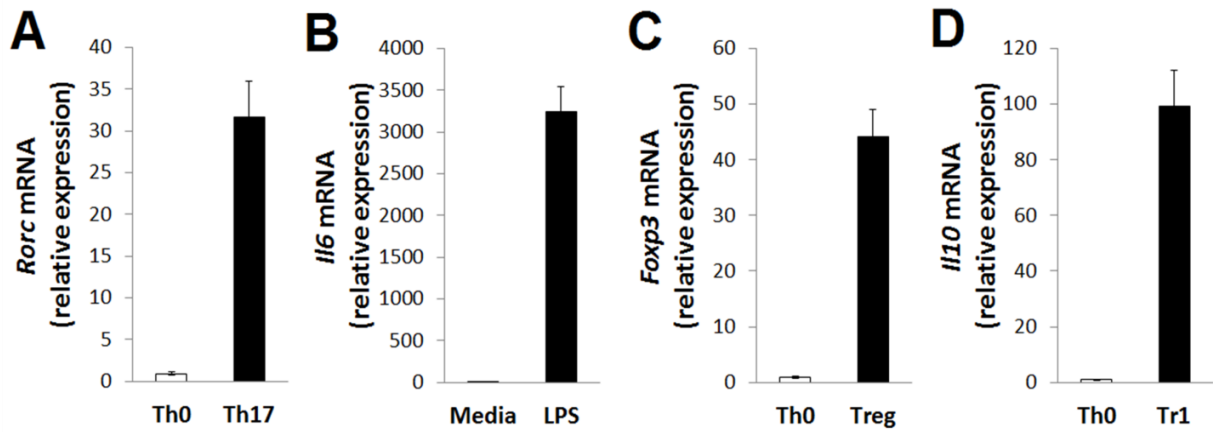 A
Rorc mRNA
(relative expression)
40
35
30
25
20
15
10
5
0
Th0 Th17
B
Il6 mRNA
(relative expression)
4000
3500
3000
2500
2000
1500
1000
500
0
Media LPS
C
Foxp3 mRNA
(relative expression)
60
50
40
30
20
10
0
Th0 Treg
D
Il10 mRNA
(relative expression)
120
100
80
60
40
20
0
Th0 Tr1